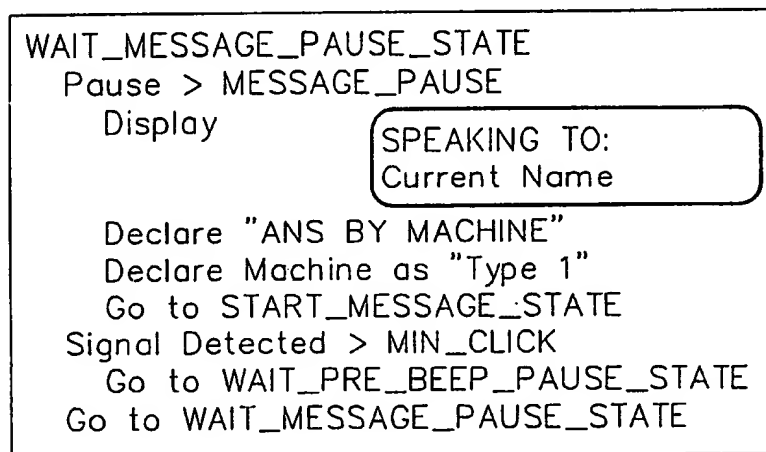 WAIT_MESSAGE_PAUSE_STATE
Pause > MESSAGE_PAUSE
Display
SPEAKING TO:
Current Name
Declare "ANS BY MACHINE"
Declare Machine as "Type 1"
Go to START_MESSAGE_STATE
Signal Detected > MIN_CLICK
Go to WAIT_PRE_BEEP_PAUSE_STATE
Go to WAIT_MESSAGE_PAUSE_STATE